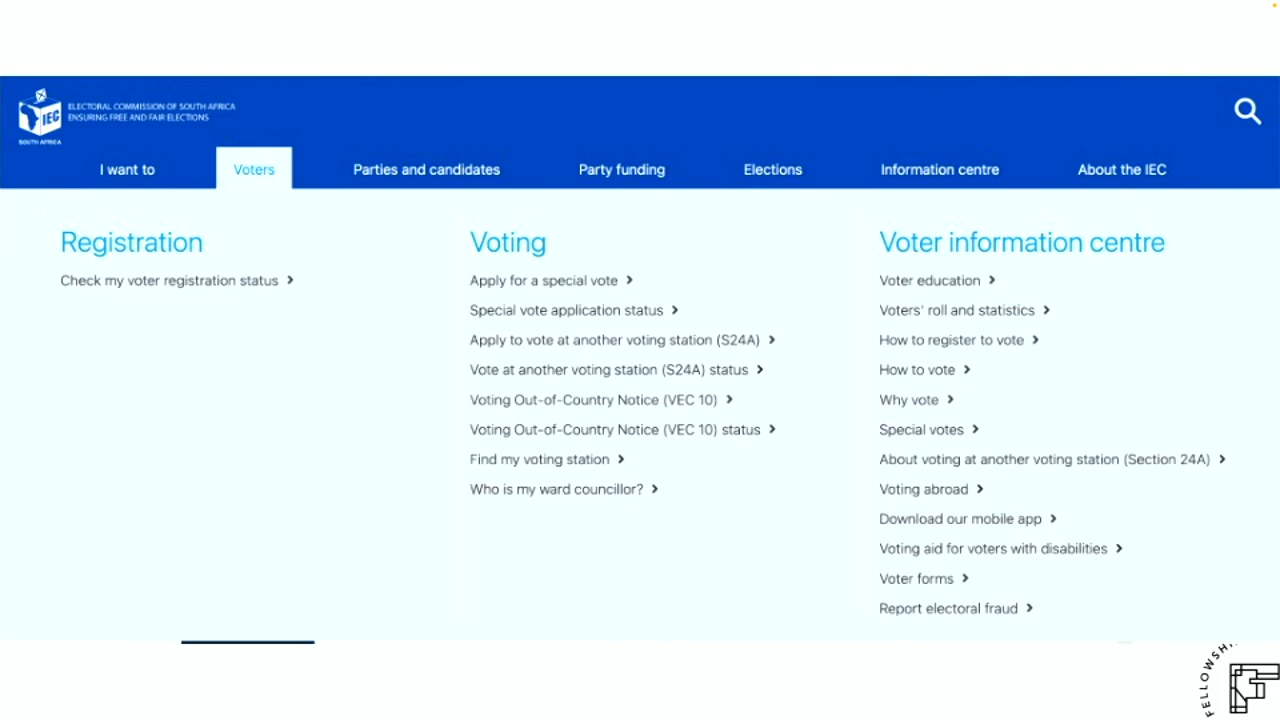 ELECTORAL COMMISSION OF SOUTH AFRICA
ENSURING FREE AND FAIR ELECTIONS
IEC
SOUTH AFRICA
I want to
Voters
Parties and candidates
Party funding
Elections
Information centre
About the IEC
Registration
Check my voter registration status
Voting
Apply for a special vote
Special vote application status
Apply to vote at another voting station (S24A)
Vote at another voting station (S24A) status
Voting Out-of-Country Notice (VEC 10)
Voting Out-of-Country Notice (VEC 10) status
Find my voting station
Who is my ward councillor?
Voter information centre
Voter education
Voters' roll and statistics
How to register to vote
How to vote
Why vote
Special votes
About voting at another voting station (Section 24A)
Voting abroad
Download our mobile app
Voting aid for voters with disabilities
Voter forms
Report electoral fraud